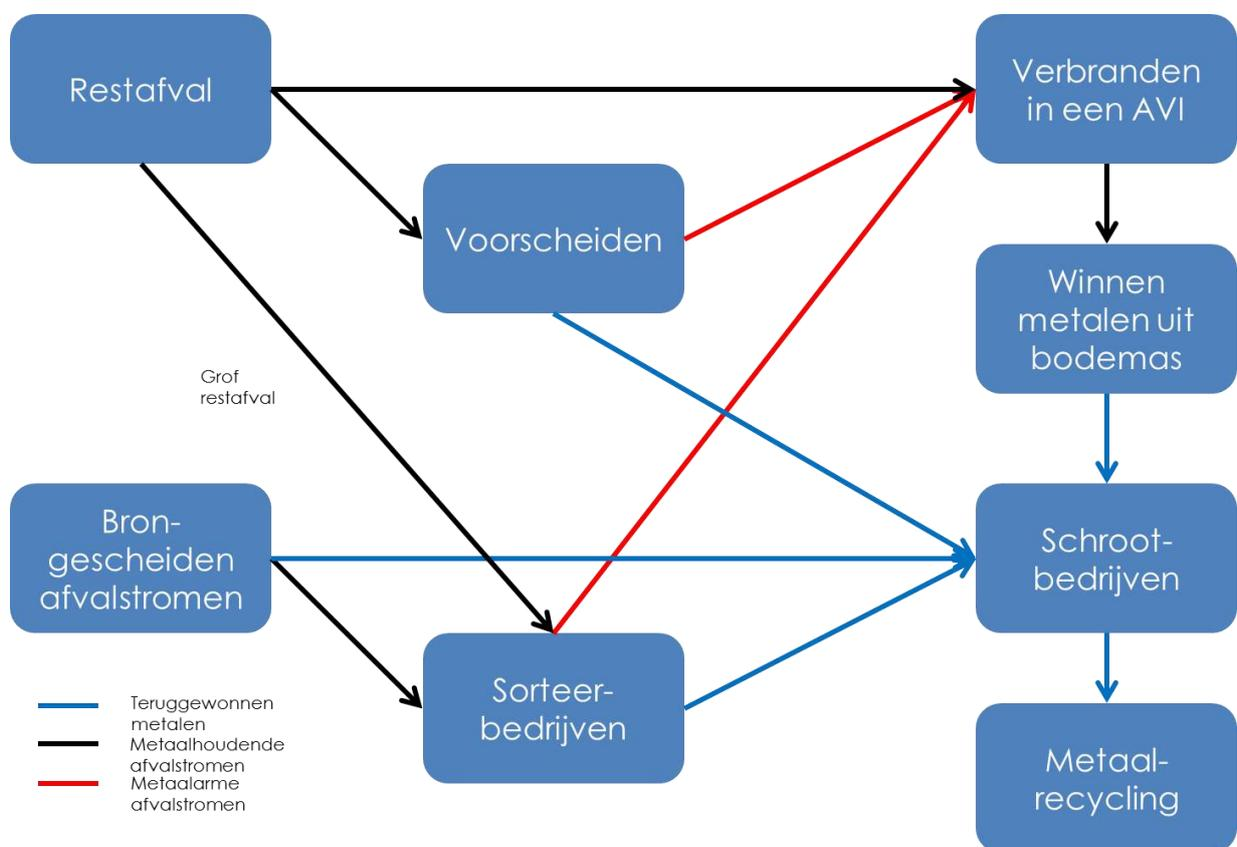 Restafval
Verbranden
in een AVI
Voorscheiden
Winnen
metalen uit
bodemas
Grof
restafval
Bron-
gescheiden
afvalstromen
Schroot-
bedrijven
Sorteer-
bedrijven
Teruggewonnen
metalen
Metaalhoudende
afvalstromen
Metaalarme
afvalstromen
Metaal-
recycling